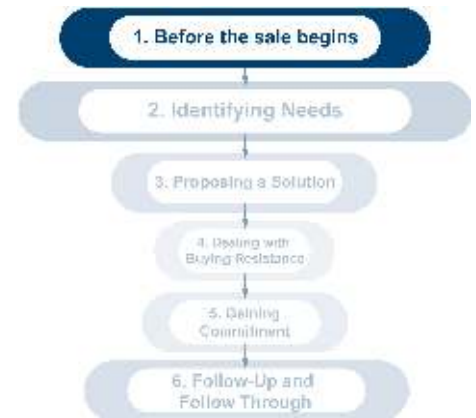 1. Before the sale begins
2. Identifying Needs
3. Proposing a Solution
4. Dealing with
Buying Resistance
5. Gaining
Commitment
6. Follow-Up and
Follow Through